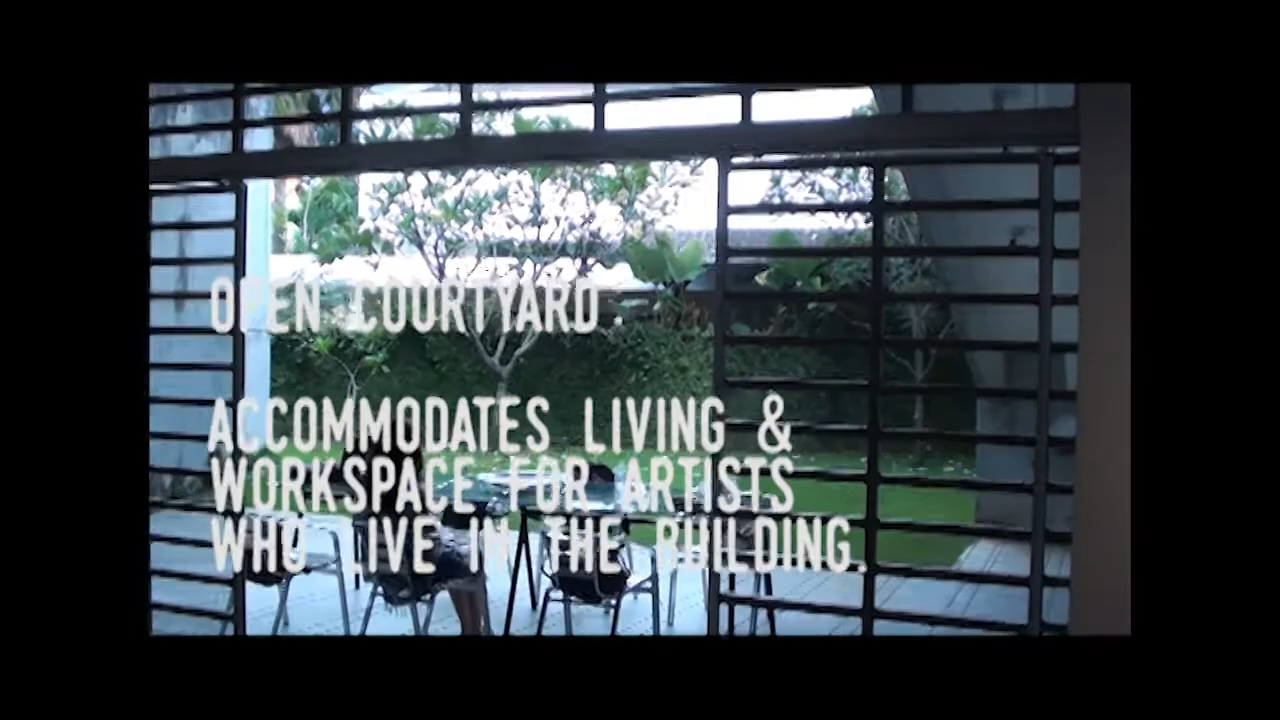 OPEN COURTYARD :
ACCOMMODATES LIVING &
WORKSPACE FOR ARTISTS
WHO LIVE IN THE BUILDING.